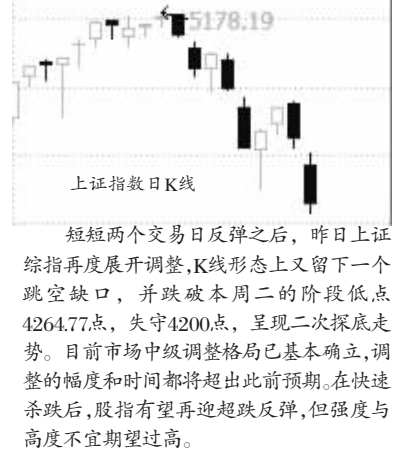 5178.19
上证指数日K线
短短两个交易日反弹之后，昨日上证
综指再度展开调整,K线形态上又留下一个
跳空缺口，并跌破本周二的阶段低点
4264.77点，失守4200点，呈现二次探底走
势。目前市场中级调整格局已基本确立,调
整的幅度和时间都将超出此前预期。在快速
杀跌后,股指有望再迎超跌反弹,但强度与
高度不宜期望过高。